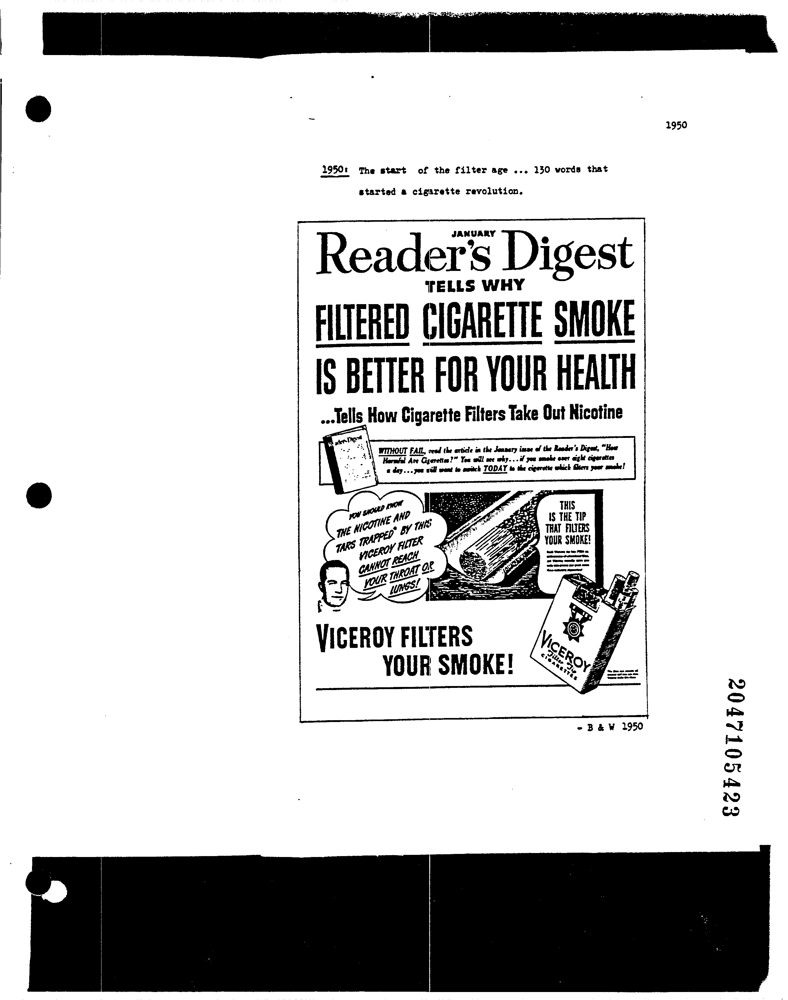 1950
1950: The start of the filter age ... 130 words that
started a cigarette revolution.
JANUARY
Reader's Digest
TELLS WHY
FILTERED CIGARETTE SMOKE
IS BETTER FOR YOUR HEALTH
...Tells How Cigarette Filters Take Out Nicotine
WITHOUT FAIL, read the article in the January issue of the Reader's Digest, "How
Harmful Are Cigarettes?" You will see why...if you smoke over eight cigarettes
a day...you will want to switch TODAY to the cigarette which filters your smoke!
YOU SHOULD KNOW
THE NICOTINE AND
TARS TRAPPED* BY THIS
VICEROY FILTER
CANNOT REACH
YOUR THROAT OR
LUNGS!
THIS
IS THE TIP
THAT FILTERS
YOUR SMOKE!
VICEROY
Filter Tip
CIGARETTES
VICEROY FILTERS
YOUR SMOKE!
- B & W 1950
2047105423